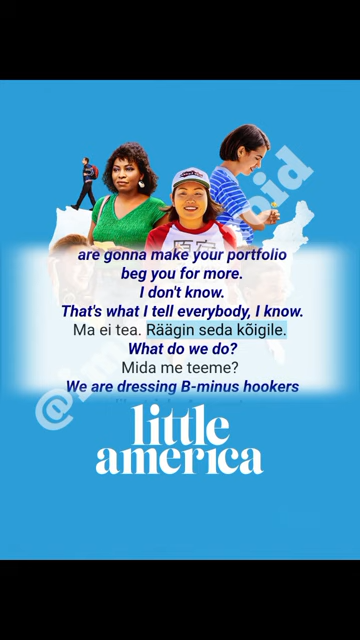 are gonna make your portfolio
beg you for more.
I don't know.
That's what I tell everybody, I know.
Ma ei tea. Räägin seda kõigile.
What do we do?
Mida me teeme?
We are dressing B-minus hookers
little
america